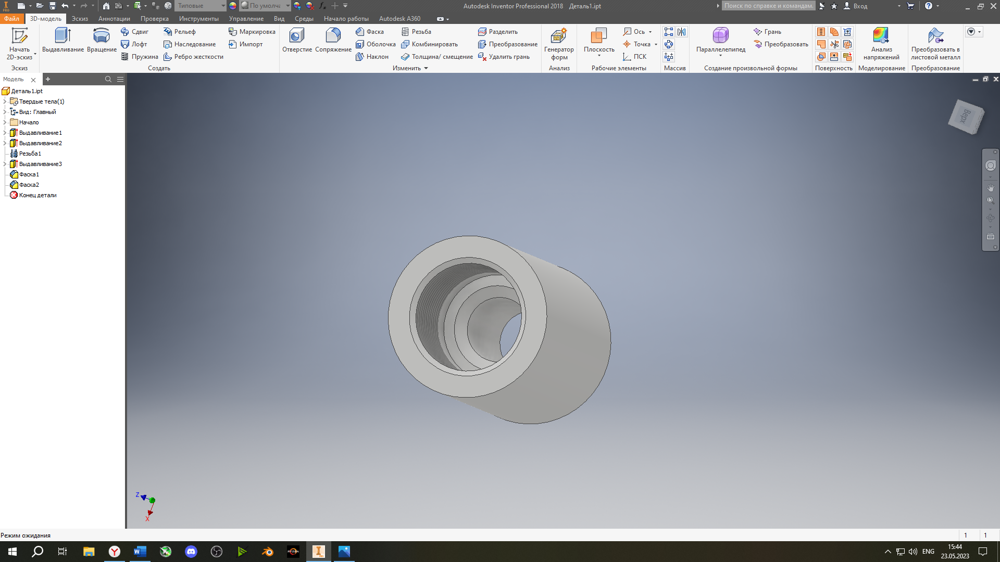 Типовые
По умолча
Autodesk Inventor Professional 2018 Деталь1.ipt
Поиск по справке и командам.
Вход
PRO
Файл 3D-модель Эскиз Аннотации Проверка Инструменты Управление Вид Среды Начало работы Autodesk A360
Начать
2D-эскиз
Эскиз
Выдавливание
Вращение
Сдвиг
Лофт
Пружина
Рельеф
Наследование
Ребро жесткости
Маркировка
Импорт
Создать
Отверстие
Сопряжение
Фаска
Оболочка
Наклон
Резьба
Комбинировать
Толщина/ смещение
Разделить
Преобразование
Удалить грань
Изменить
Генератор
форм
Анализ
Плоскость
Ось
Точка
ПСК
Рабочие элементы
Массив
Параллелепипед
Грань
Преобразовать
Создание произвольной формы
Поверхность
Анализ
напряжений
Моделирование
Преобразовать в
листовой металл
Преобразование
Модель
Деталь1.ipt
Твердые тела(1)
Вид: Главный
Начало
Выдавливание1
Выдавливание2
Резьба1
Выдавливание3
Фаска1
Фаска2
Конец детали
Верх
Z
X
Режим ожидания
1 1
ENG
15:44
23.05.2023